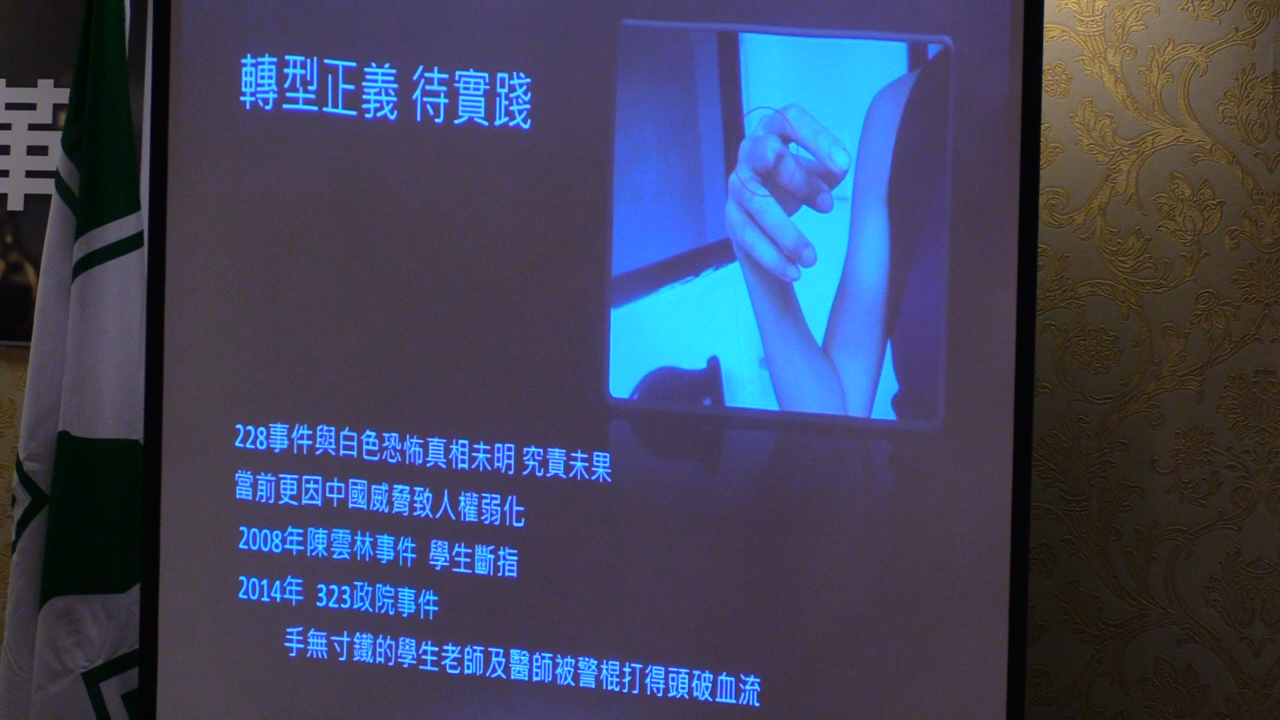 革
轉型正義 待實踐
228事件與白色恐怖真相未明 究責未果
當前更因中國威脅致人權弱化
2008年陳雲林事件 學生斷指
2014年 323政院事件
手無寸鐵的學生老師及醫師被警棍打得頭破血流